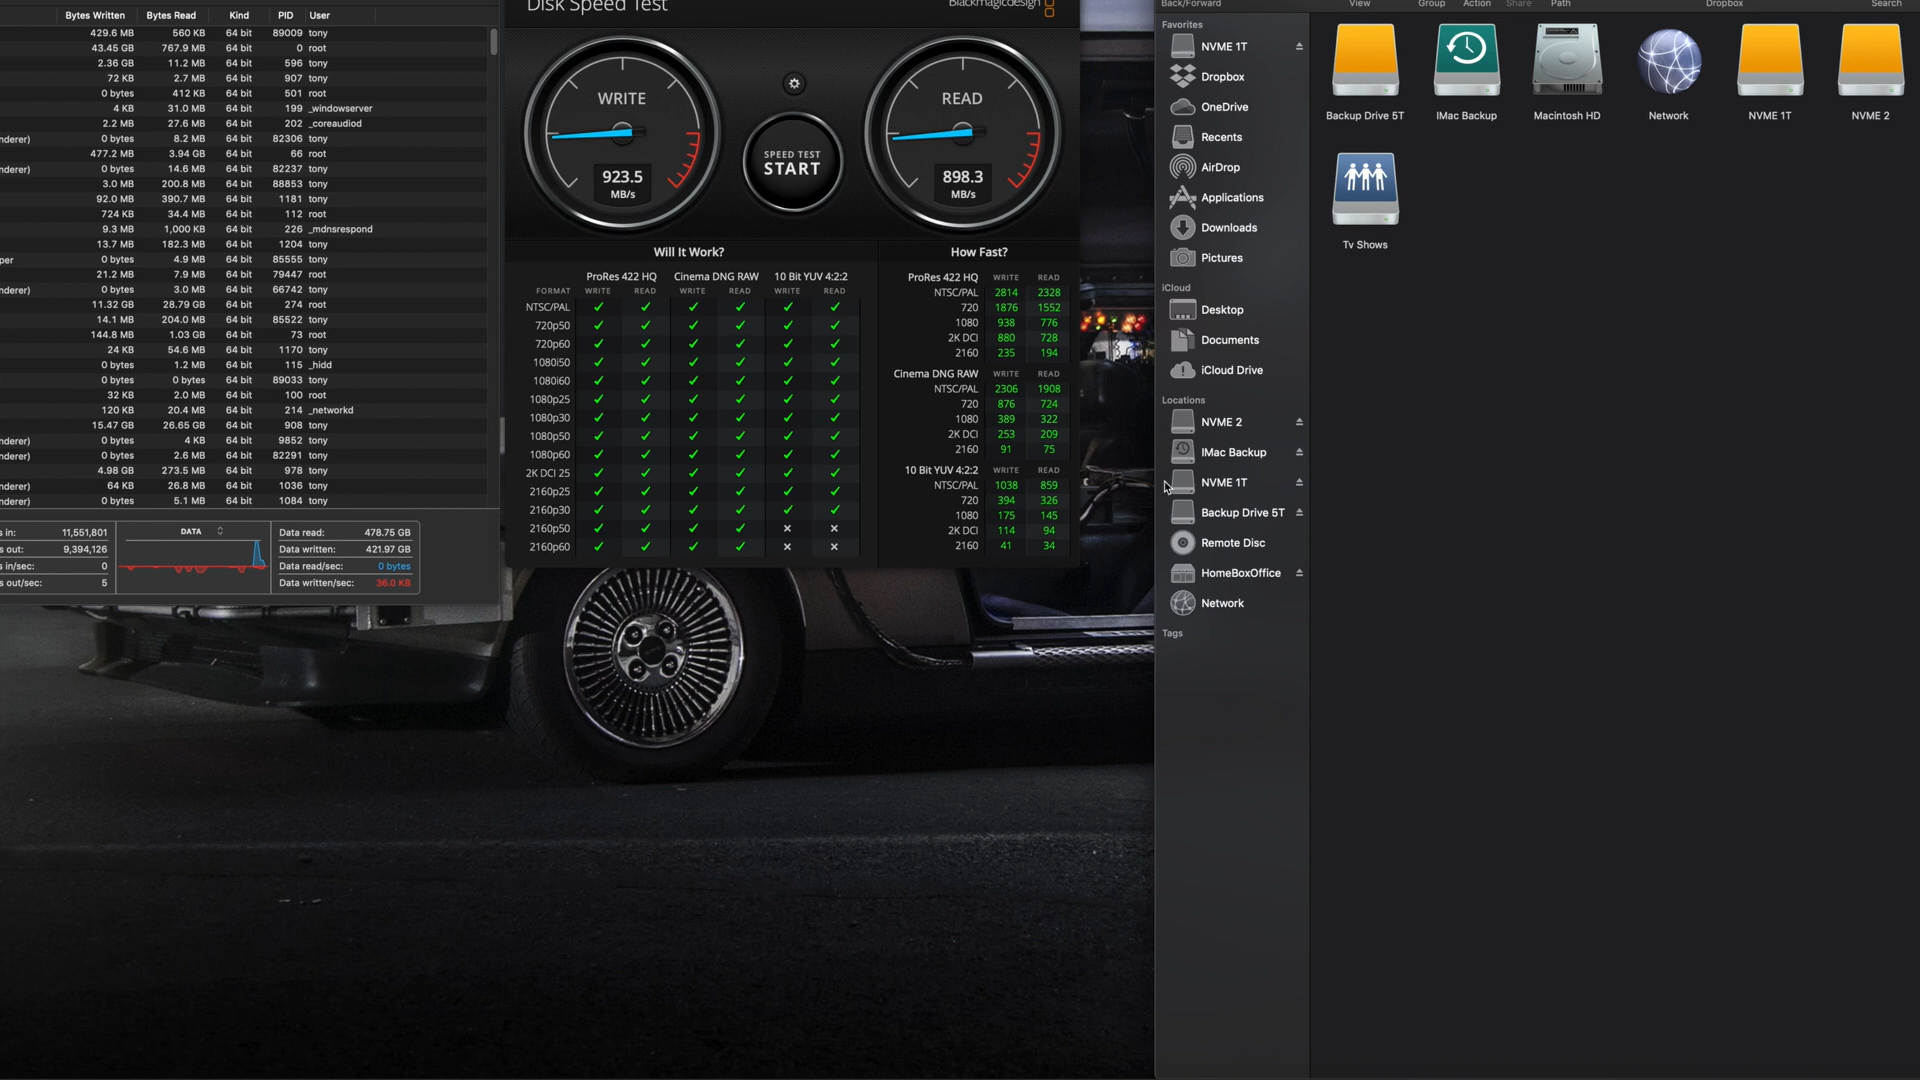 Bytes Written Bytes Read Kind PID User
429.6 MB 560 KB 64 bit 89009 tony
43.45 GB 767.9 MB 64 bit 0 root
2.36 GB 11.2 MB 64 bit 596 tony
72 KB 2.7 MB 64 bit 907 tony
0 bytes 412 KB 64 bit 501 root
4 KB 31.0 MB 64 bit 199 _windowserver
2.2 MB 27.6 MB 64 bit 202 _coreaudiod
nderer) 0 bytes 8.2 MB 64 bit 82306 tony
477.2 MB 3.94 GB 64 bit 66 root
nderer) 0 bytes 14.6 MB 64 bit 82237 tony
3.0 MB 200.8 MB 64 bit 88853 tony
92.0 MB 390.7 MB 64 bit 1181 tony
724 KB 34.4 MB 64 bit 112 root
9.3 MB 1,000 KB 64 bit 226 _mdnsrespond
13.7 MB 182.3 MB 64 bit 1204 tony
per 0 bytes 4.9 MB 64 bit 85555 tony
21.2 MB 7.9 MB 64 bit 79447 root
nderer) 0 bytes 3.0 MB 64 bit 66742 tony
11.32 GB 28.79 GB 64 bit 274 root
14.1 MB 204.0 MB 64 bit 85522 tony
144.8 MB 1.03 GB 64 bit 73 root
24 KB 54.6 MB 64 bit 1170 tony
0 bytes 1.2 MB 64 bit 115 _hidd
0 bytes 0 bytes 64 bit 89033 tony
32 KB 2.0 MB 64 bit 100 root
120 KB 20.4 MB 64 bit 214 _networkd
15.47 GB 26.65 GB 64 bit 908 tony
nderer) 0 bytes 4 KB 64 bit 9852 tony
nderer) 0 bytes 2.6 MB 64 bit 82291 tony
4.98 GB 273.5 MB 64 bit 978 tony
nderer) 64 KB 26.8 MB 64 bit 1036 tony
nderer) 0 bytes 5.1 MB 64 bit 1084 tony
s in: 11,551,801
s out: 9,394,126
s in/sec: 0
s out/sec: 5
DATA
Data read: 478.75 GB
Data written: 421.97 GB
Data read/sec: 0 bytes
Data written/sec: 36.0 KB
Disk Speed Test
Blackmagicdesign
WRITE
923.5
MB/s
SPEED TEST
START
READ
898.3
MB/s
Will It Work?
ProRes 422 HQ Cinema DNG RAW 10 Bit YUV 4:2:2
FORMAT WRITE READ WRITE READ WRITE READ
NTSC/PAL ✓ ✓ ✓ ✓ ✓ ✓
720p50 ✓ ✓ ✓ ✓ ✓ ✓
720p60 ✓ ✓ ✓ ✓ ✓ ✓
1080i50 ✓ ✓ ✓ ✓ ✓ ✓
1080i60 ✓ ✓ ✓ ✓ ✓ ✓
1080p25 ✓ ✓ ✓ ✓ ✓ ✓
1080p30 ✓ ✓ ✓ ✓ ✓ ✓
1080p50 ✓ ✓ ✓ ✓ ✓ ✓
1080p60 ✓ ✓ ✓ ✓ ✓ ✓
2K DCI 25 ✓ ✓ ✓ ✓ ✓ ✓
2160p25 ✓ ✓ ✓ ✓ ✓ ✓
2160p30 ✓ ✓ ✓ ✓ ✓ ✓
2160p50 ✓ ✓ ✓ ✓ × ×
2160p60 ✓ ✓ ✓ ✓ × ×
How Fast?
ProRes 422 HQ WRITE READ
NTSC/PAL 2814 2328
720 1876 1552
1080 938 776
2K DCI 880 728
2160 235 194
Cinema DNG RAW WRITE READ
NTSC/PAL 2306 1908
720 876 724
1080 389 322
2K DCI 253 209
2160 91 75
10 Bit YUV 4:2:2 WRITE READ
NTSC/PAL 1038 859
720 394 326
1080 175 145
2K DCI 114 94
2160 41 34
Back/Forward View Group Action Share Path Dropbox Search
Favorites
NVME 1T
Dropbox
OneDrive
Recents
AirDrop
Applications
Downloads
Pictures
iCloud
Desktop
Documents
iCloud Drive
Locations
NVME 2
IMac Backup
NVME 1T
Backup Drive 5T
Remote Disc
HomeBoxOffice
Network
Tags
Backup Drive 5T IMac Backup Macintosh HD Network NVME 1T NVME 2
Tv Shows